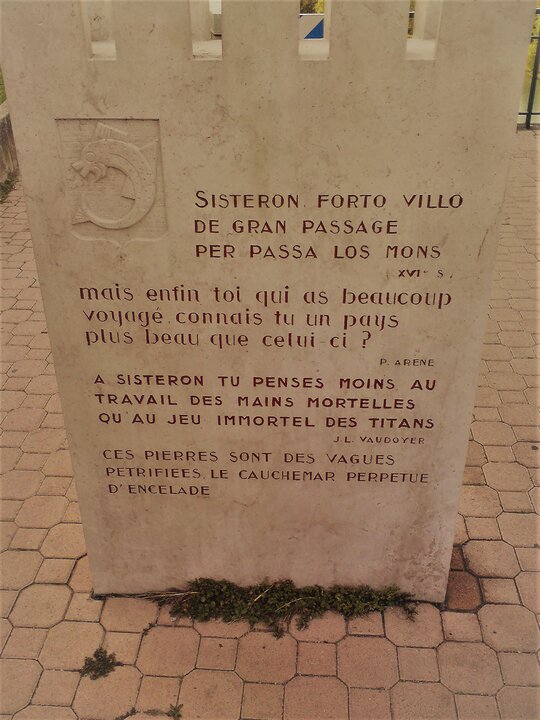 SISTERON FORTO VILLO
DE GRAN PASSAGE
PER PASSA LOS MONS
(XVIe S)
mais enfin toi qui as beaucoup
voyagé, connais tu un pays
plus beau que celui-ci ?
P. ARENE
A SISTERON TU PENSES MOINS AU
TRAVAIL DES MAINS MORTELLES
QU'AU JEU IMMORTEL DES TITANS
J.L. VAUDOYER
CES PIERRES SONT DES VAGUES
PETRIFIEES, LE CAUCHEMAR PERPETUE
D'ENCELADE